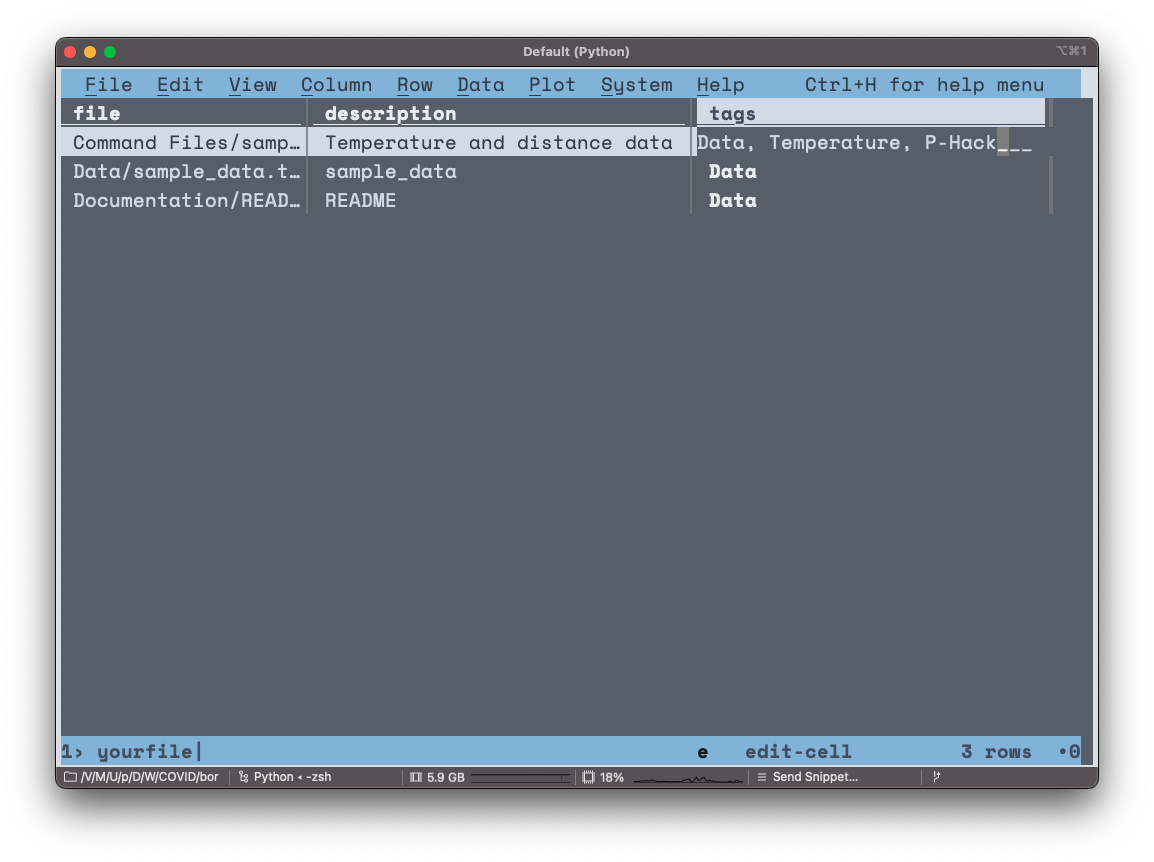 Default (Python)
⌥⌘1
File Edit View Column Row Data Plot System Help Ctrl+H for help menu
file description tags
Command Files/samp… Temperature and distance data Data, Temperature, P-Hack___
Data/sample_data.t… sample_data Data
Documentation/READ… README Data
1› yourfile| e edit-cell 3 rows •0
/V/M/U/p/D/W/COVID/bor Python ◂ -zsh 5.9 GB 18% Send Snippet...